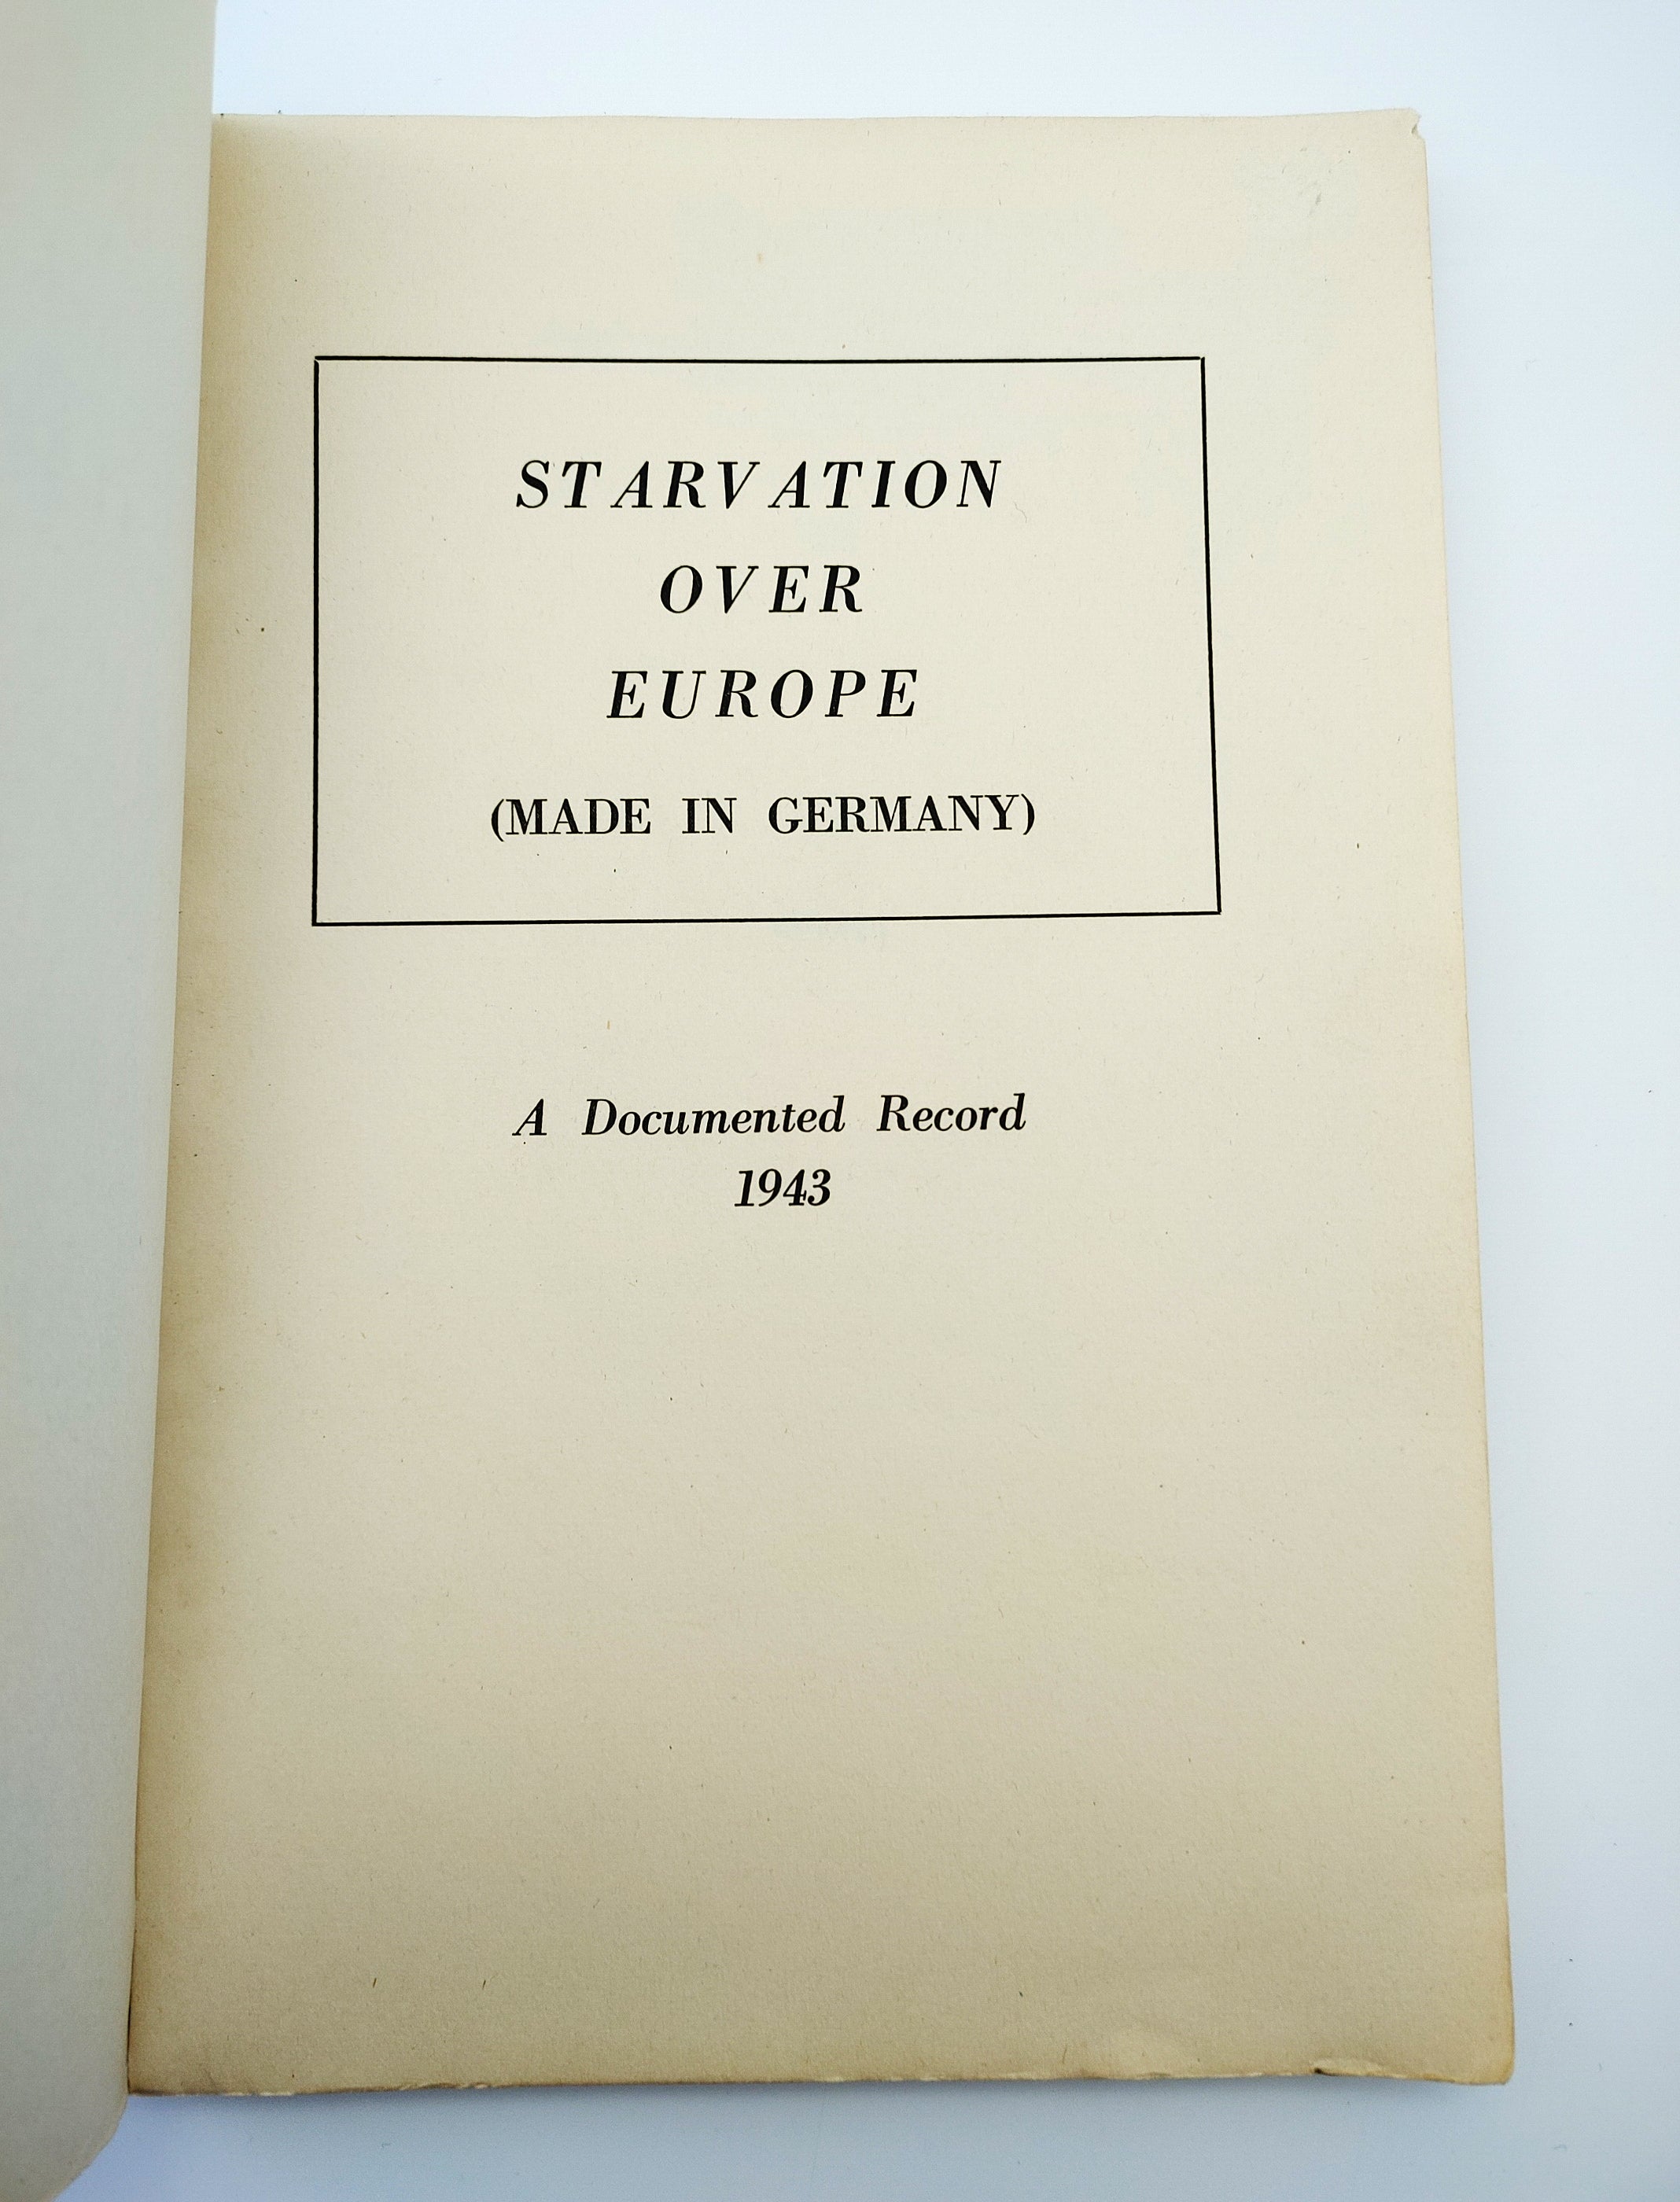 STARVATION
OVER
EUROPE
(MADE IN GERMANY)
A Documented Record
1943